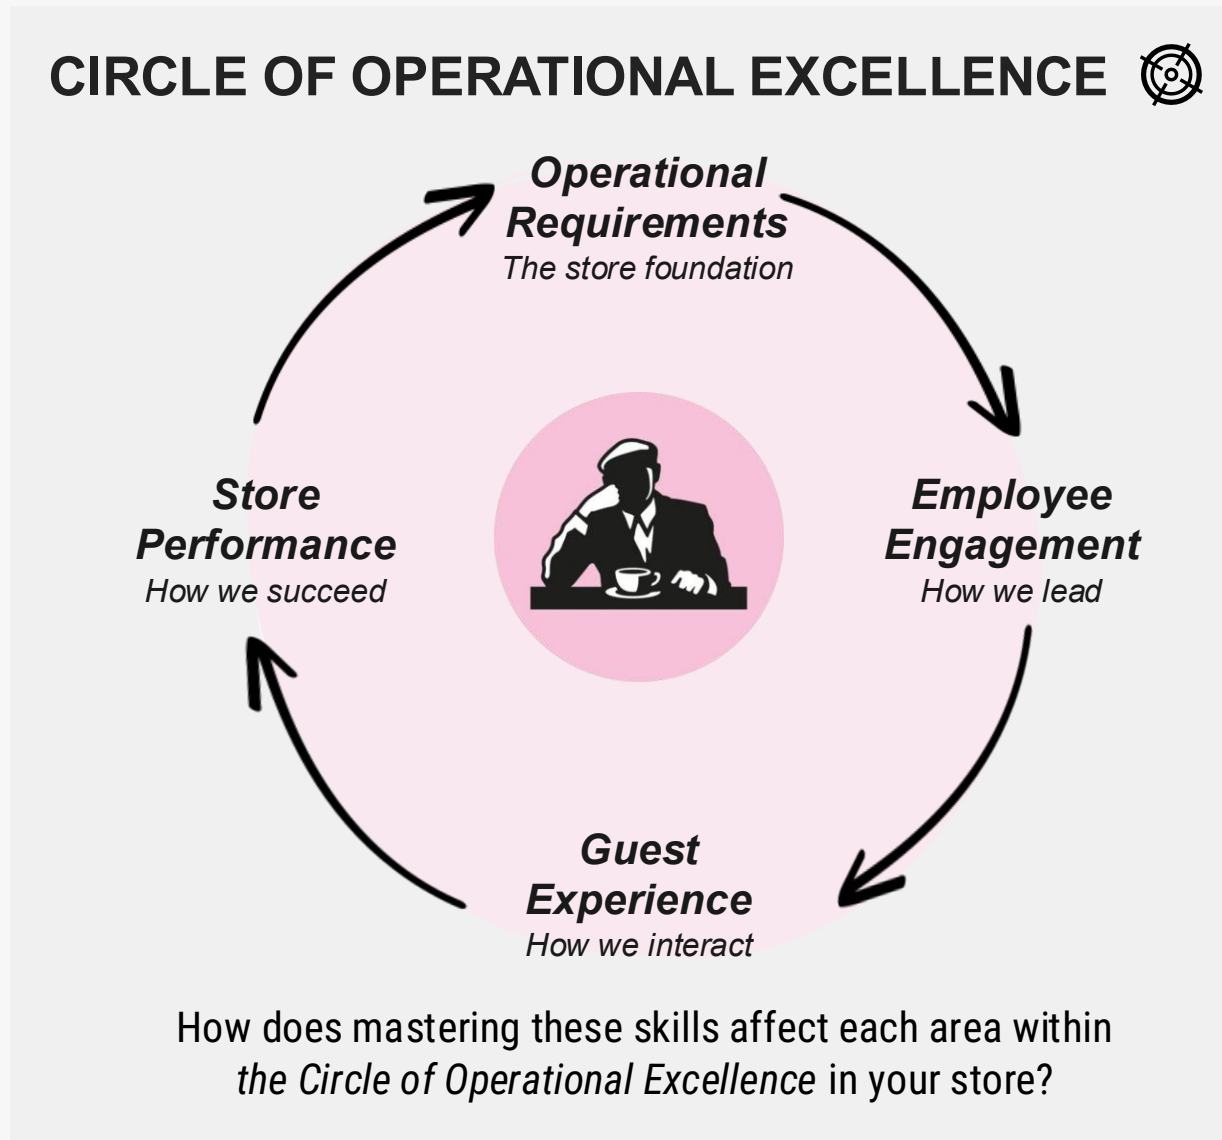 CIRCLE OF OPERATIONAL EXCELLENCE
Operational
Requirements
The store foundation
Store
Performance
How we succeed
Employee
Engagement
How we lead
Guest
Experience
How we interact
How does mastering these skills affect each area within
the Circle of Operational Excellence in your store?